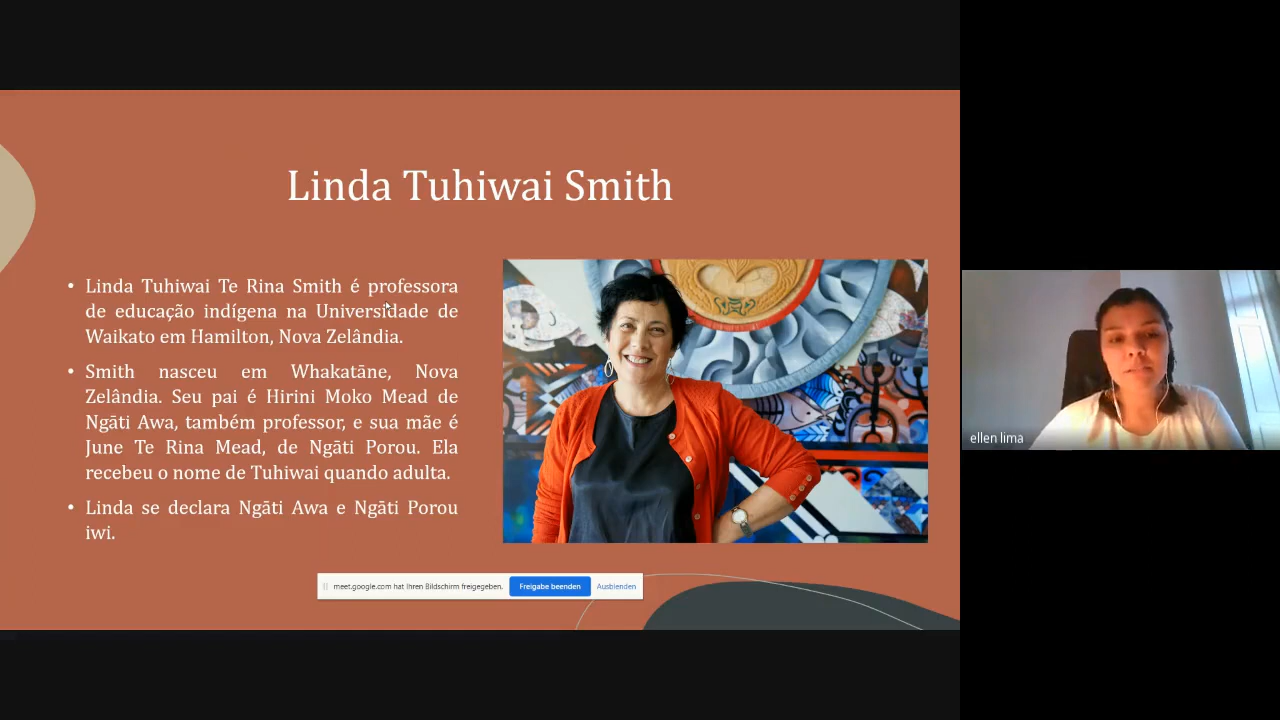 Linda Tuhiwai Smith
• Linda Tuhiwai Te Rina Smith é professora
de educação indígena na Universidade de
Waikato em Hamilton, Nova Zelândia.
• Smith nasceu em Whakatāne, Nova
Zelândia. Seu pai é Hirini Moko Mead de
Ngāti Awa, também professor, e sua mãe é
June Te Rina Mead, de Ngāti Porou. Ela
recebeu o nome de Tuhiwai quando adulta.
• Linda se declara Ngāti Awa e Ngāti Porou
iwi.
meet.google.com hat Ihren Bildschirm freigegeben. Freigabe beenden Ausblenden
ellen lima